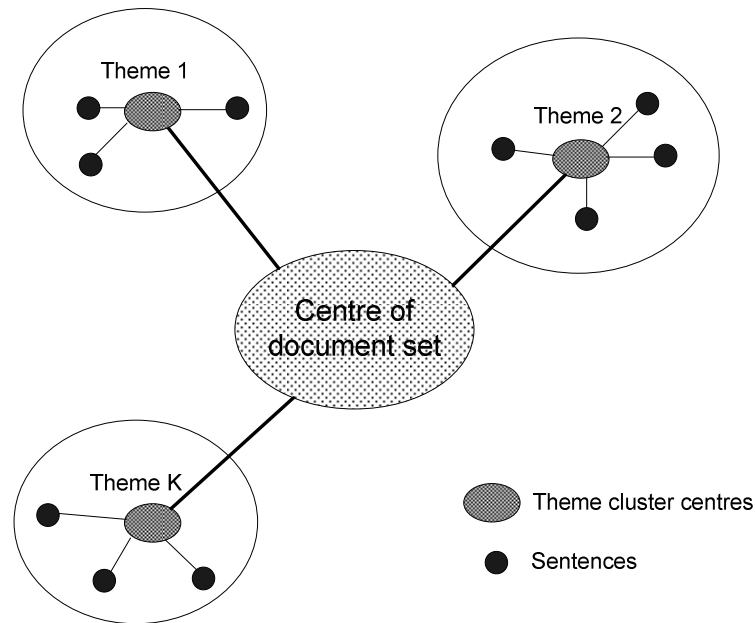 Theme 1
Theme 2
Centre of
document set
Theme K
Theme cluster centres
Sentences